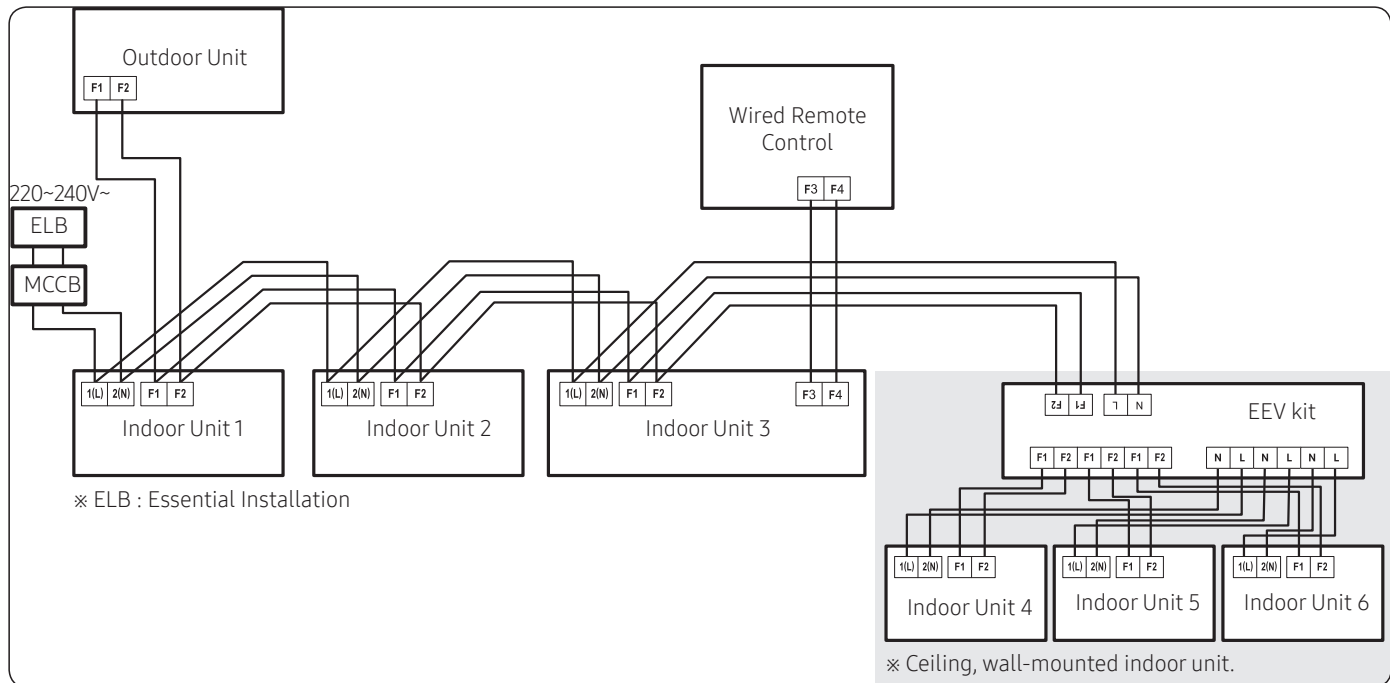 Outdoor Unit
F1 F2
Wired Remote
Control
F3 F4
220~240V~
ELB
MCCB
1(L) 2(N) F1 F2
Indoor Unit 1
1(L) 2(N) F1 F2
Indoor Unit 2
1(L) 2(N) F1 F2
F3 F4
Indoor Unit 3
※ ELB : Essential Installation
F2 F1 L N
EEV kit
F1 F2 F1 F2 F1 F2
N L N L N L
1(L) 2(N) F1 F2
Indoor Unit 4
1(L) 2(N) F1 F2
Indoor Unit 5
1(L) 2(N) F1 F2
Indoor Unit 6
※ Ceiling, wall-mounted indoor unit.